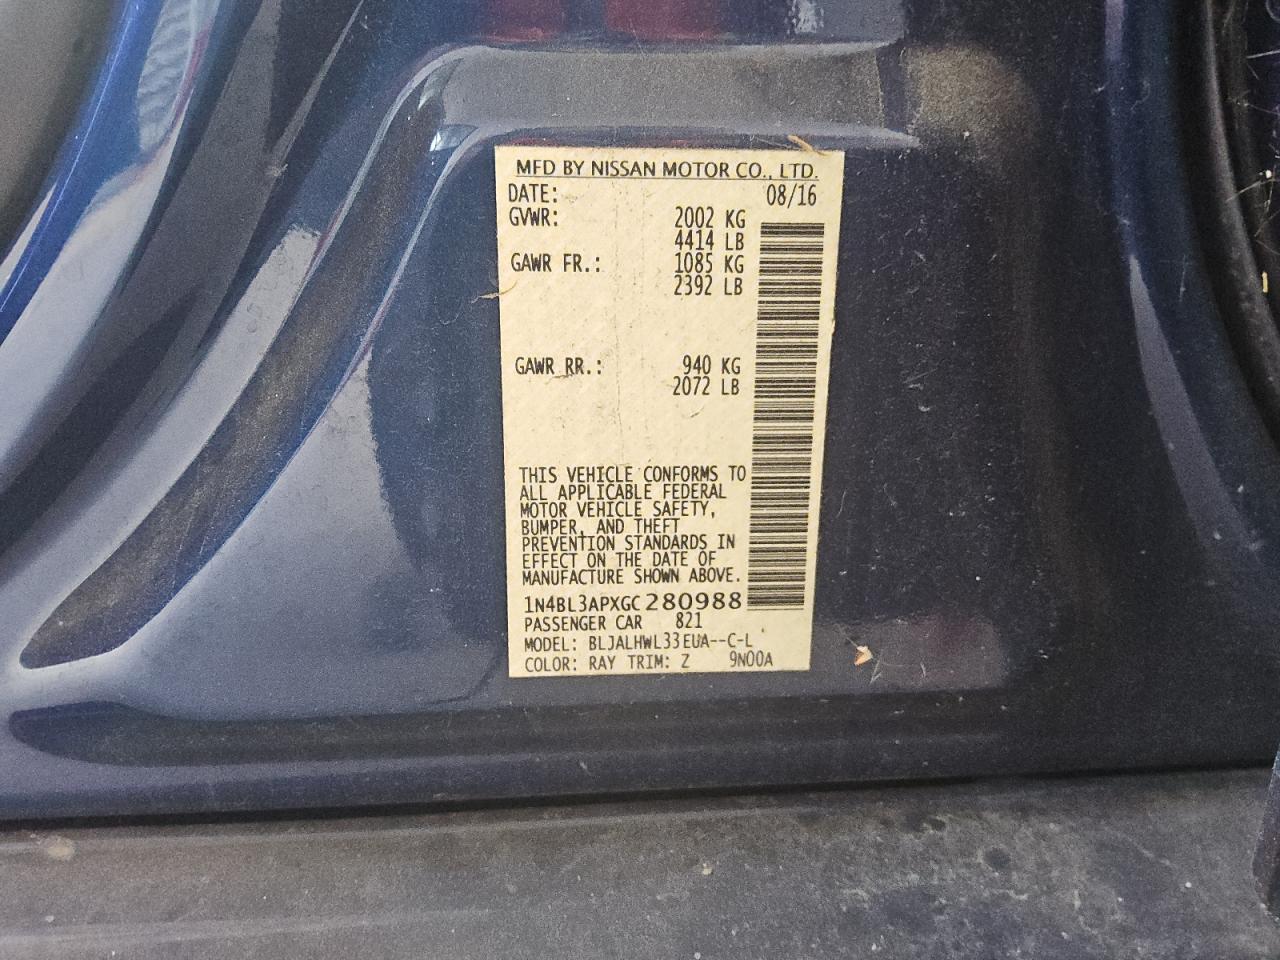 MFD BY NISSAN MOTOR CO., LTD.
DATE: 08/16
GVWR: 2002 KG
4414 LB
GAWR FR.: 1085 KG
2392 LB
GAWR RR.: 940 KG
2072 LB
THIS VEHICLE CONFORMS TO
ALL APPLICABLE FEDERAL
MOTOR VEHICLE SAFETY,
BUMPER, AND THEFT
PREVENTION STANDARDS IN
EFFECT ON THE DATE OF
MANUFACTURE SHOWN ABOVE.
1N4BL3APXGC280988
PASSENGER CAR 821
MODEL: BLJALHWL33EUA--C-L
COLOR: RAY TRIM: Z 9N00A